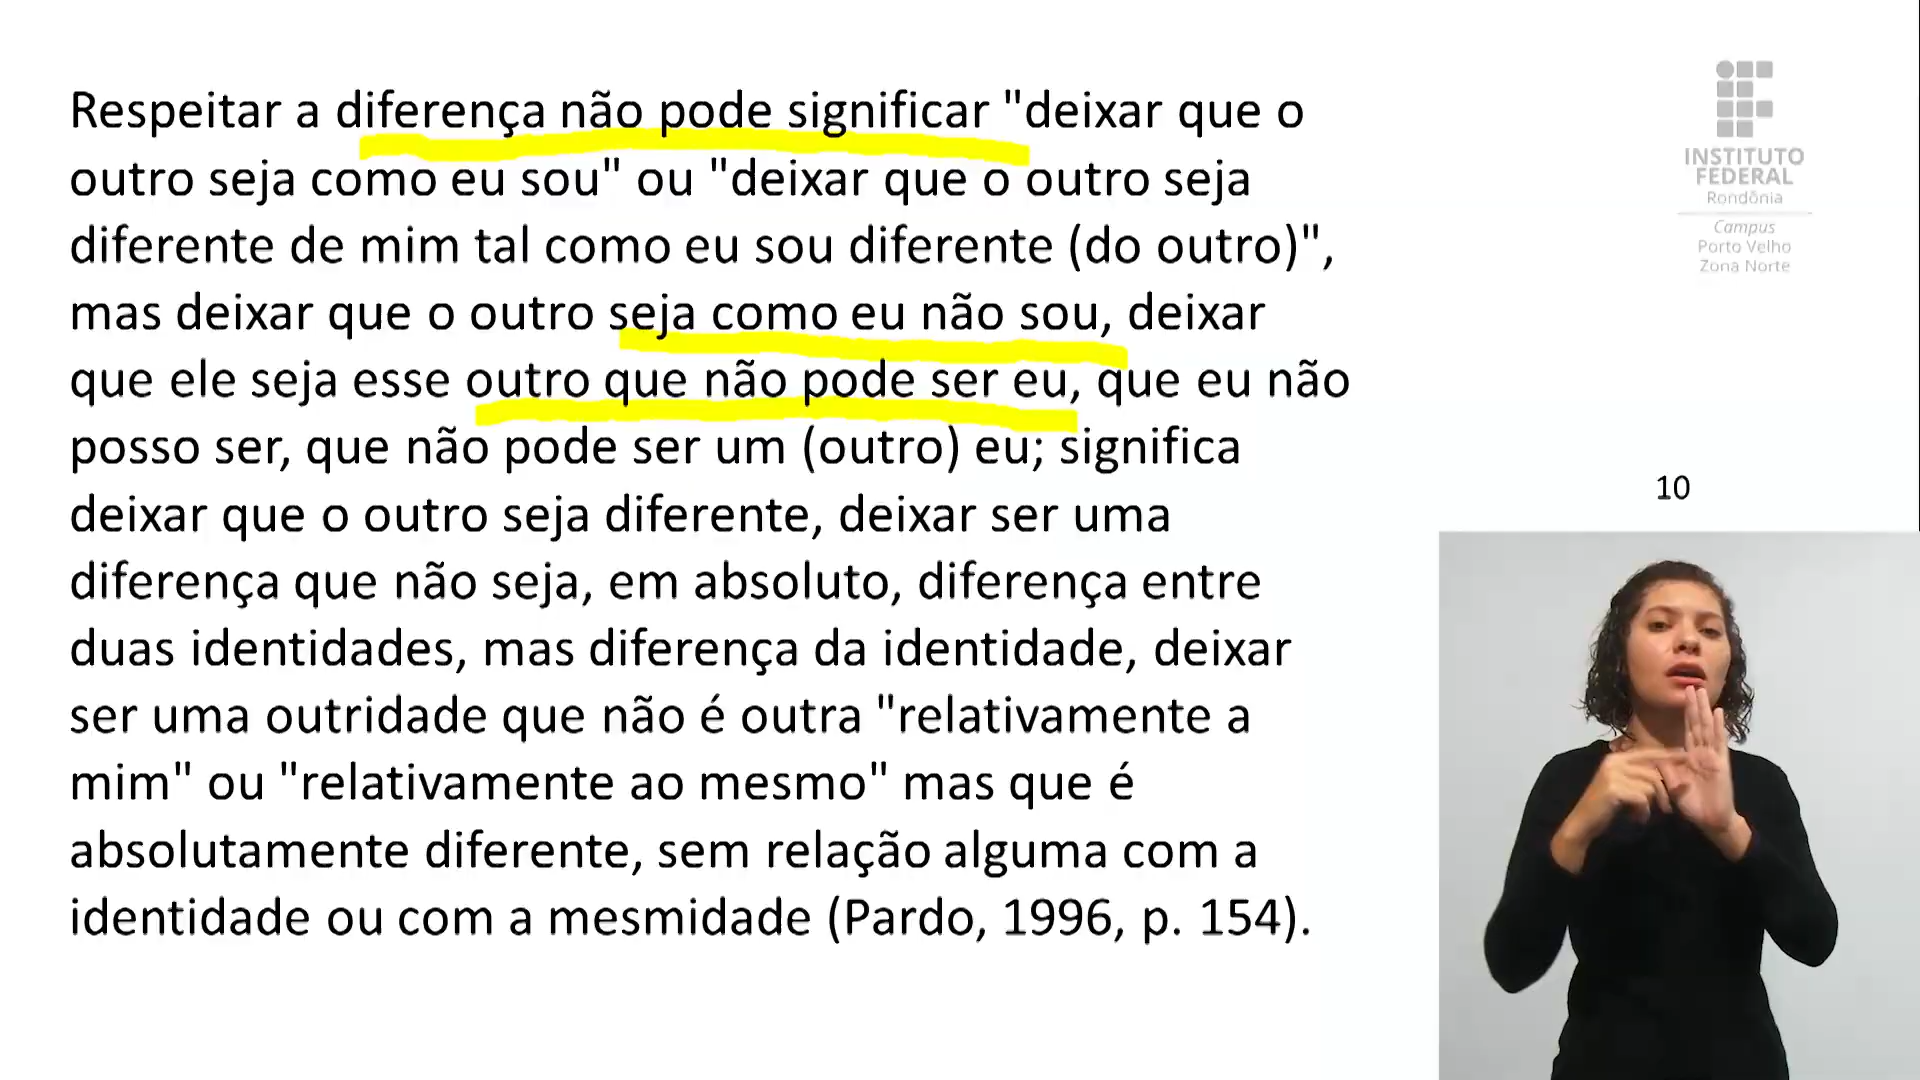 Respeitar a diferença não pode significar "deixar que o
outro seja como eu sou" ou "deixar que o outro seja
diferente de mim tal como eu sou diferente (do outro)",
mas deixar que o outro seja como eu não sou, deixar
que ele seja esse outro que não pode ser eu, que eu não
posso ser, que não pode ser um (outro) eu; significa
deixar que o outro seja diferente, deixar ser uma
diferença que não seja, em absoluto, diferença entre
duas identidades, mas diferença da identidade, deixar
ser uma outridade que não é outra "relativamente a
mim" ou "relativamente ao mesmo" mas que é
absolutamente diferente, sem relação alguma com a
identidade ou com a mesmidade (Pardo, 1996, p. 154).
INSTITUTO
FEDERAL
Rondônia
Campus
Porto Velho
Zona Norte
10